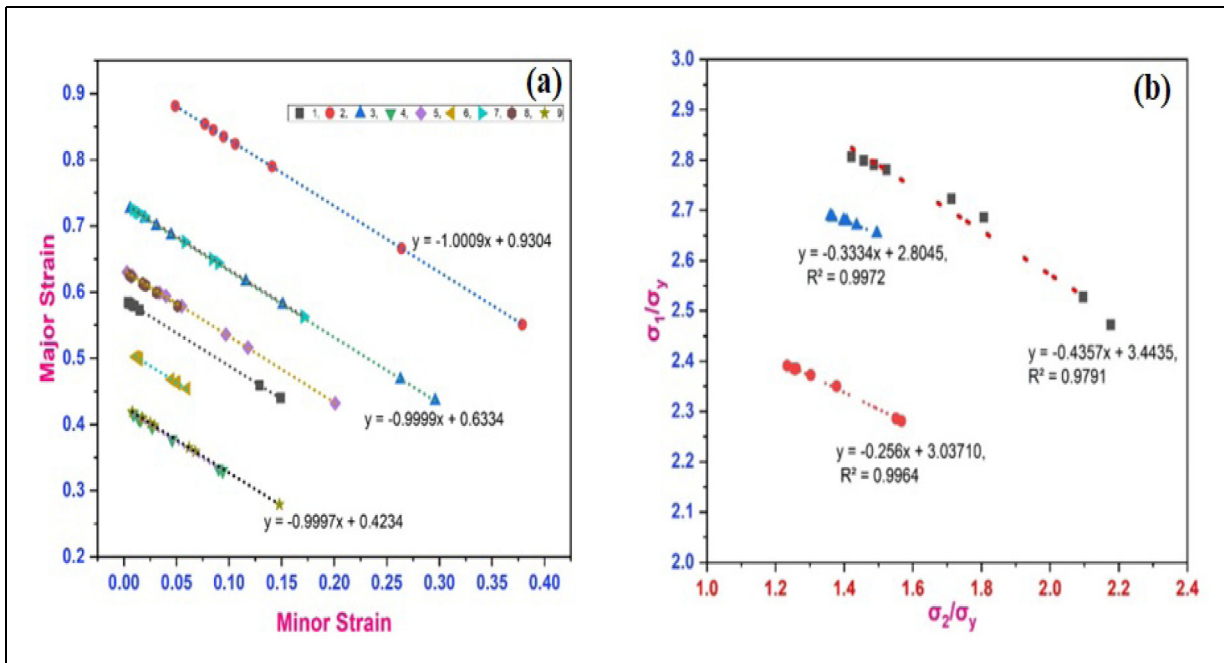 (a)
0.9
0.8
0.7
0.6
0.5
0.4
0.3
0.2
Major Strain
1, 2, 3, 4, 5, 6, 7, 8, 9
y = -1.0009x + 0.9304
y = -0.9999x + 0.6334
y = -0.9997x + 0.4234
0.00 0.05 0.10 0.15 0.20 0.25 0.30 0.35 0.40
Minor Strain
(b)
3.0
2.9
2.8
2.7
2.6
2.5
2.4
2.3
2.2
2.1
2.0
σ1/σy
y = -0.3334x + 2.8045,
R² = 0.9972
y = -0.4357x + 3.4435,
R² = 0.9791
y = -0.256x + 3.03710,
R² = 0.9964
1.0 1.2 1.4 1.6 1.8 2.0 2.2 2.4
σ2/σy